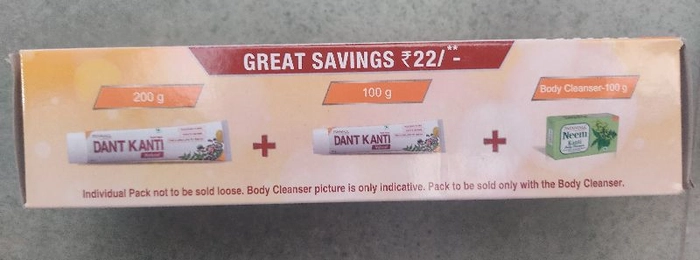 GREAT SAVINGS ₹22/**-
200 g
100 g
Body Cleanser-100 g
DANT KANTI
DANT KANTI
Neem
Kanti
Individual Pack not to be sold loose. Body Cleanser picture is only indicative. Pack to be sold only with the Body Cleanser.